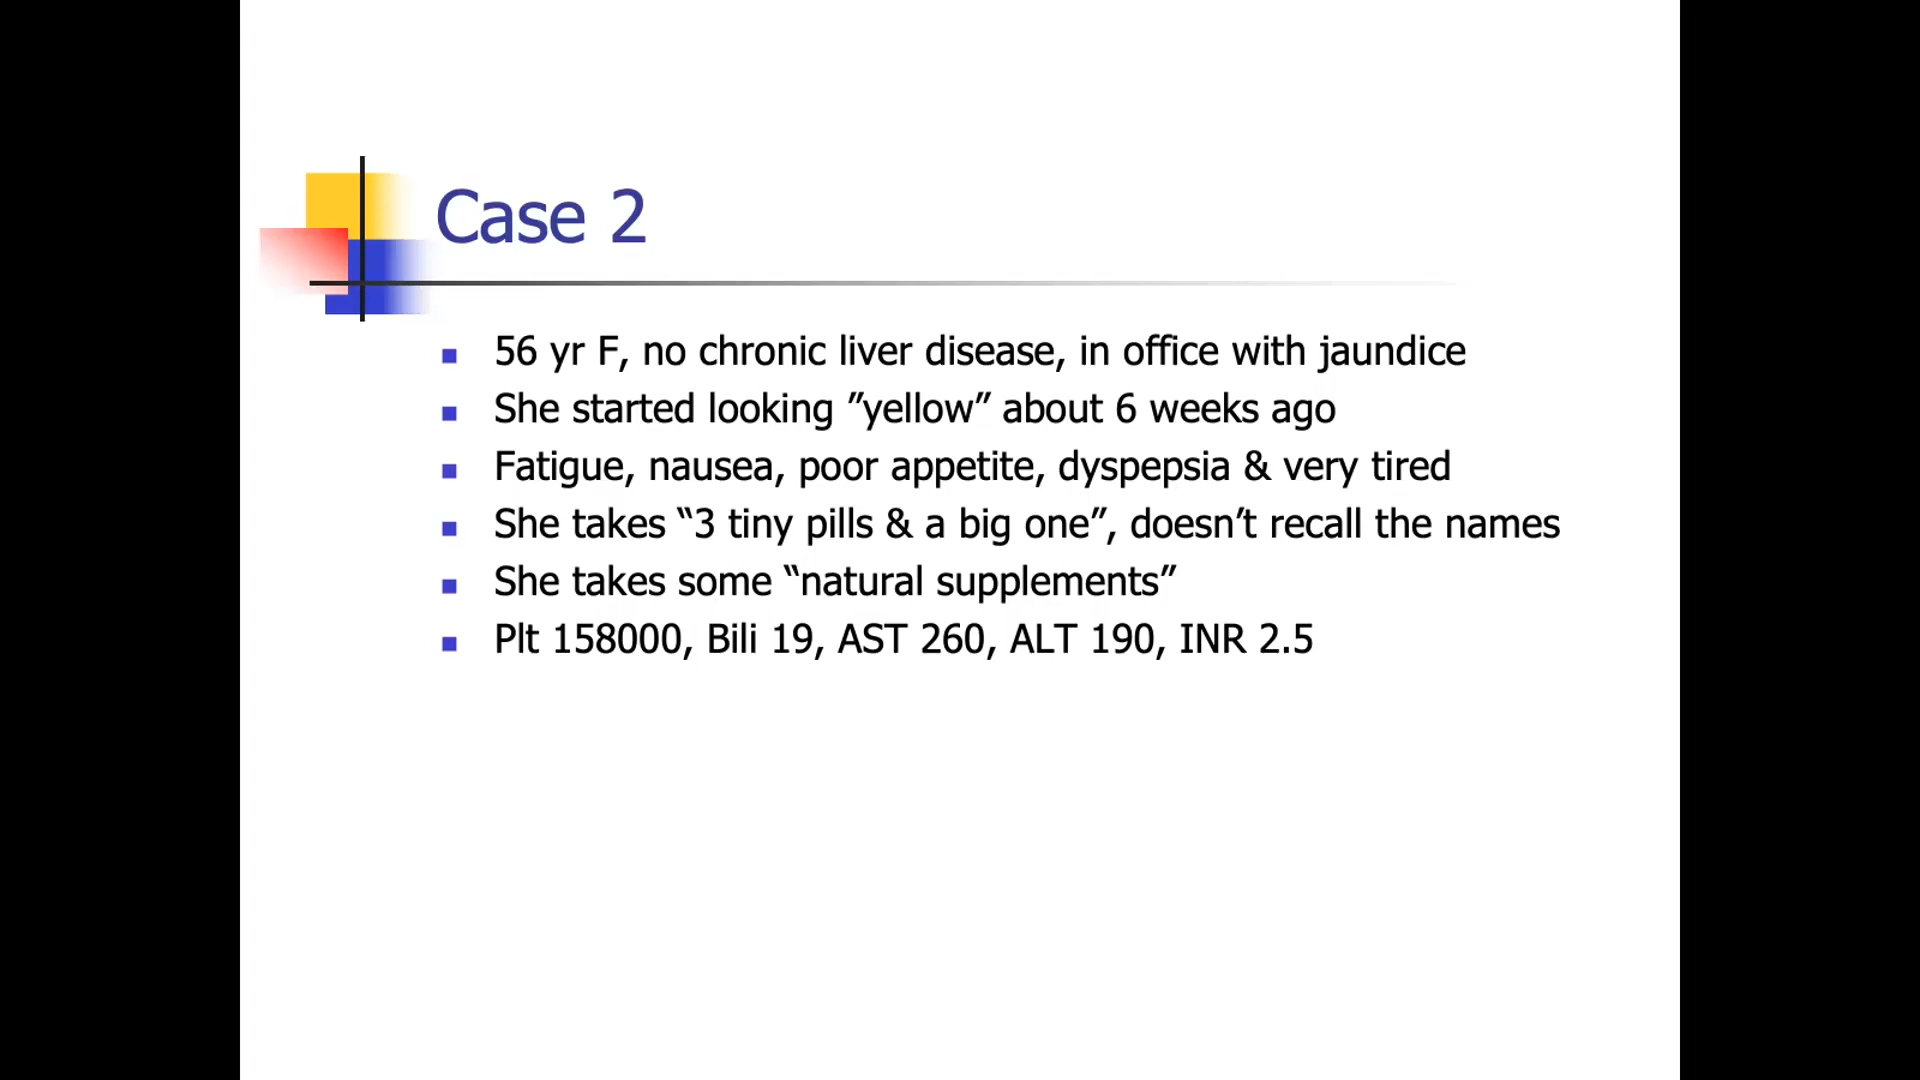 Case 2
56 yr F, no chronic liver disease, in office with jaundice
She started looking ”yellow” about 6 weeks ago
Fatigue, nausea, poor appetite, dyspepsia & very tired
She takes “3 tiny pills & a big one”, doesn’t recall the names
She takes some “natural supplements”
Plt 158000, Bili 19, AST 260, ALT 190, INR 2.5